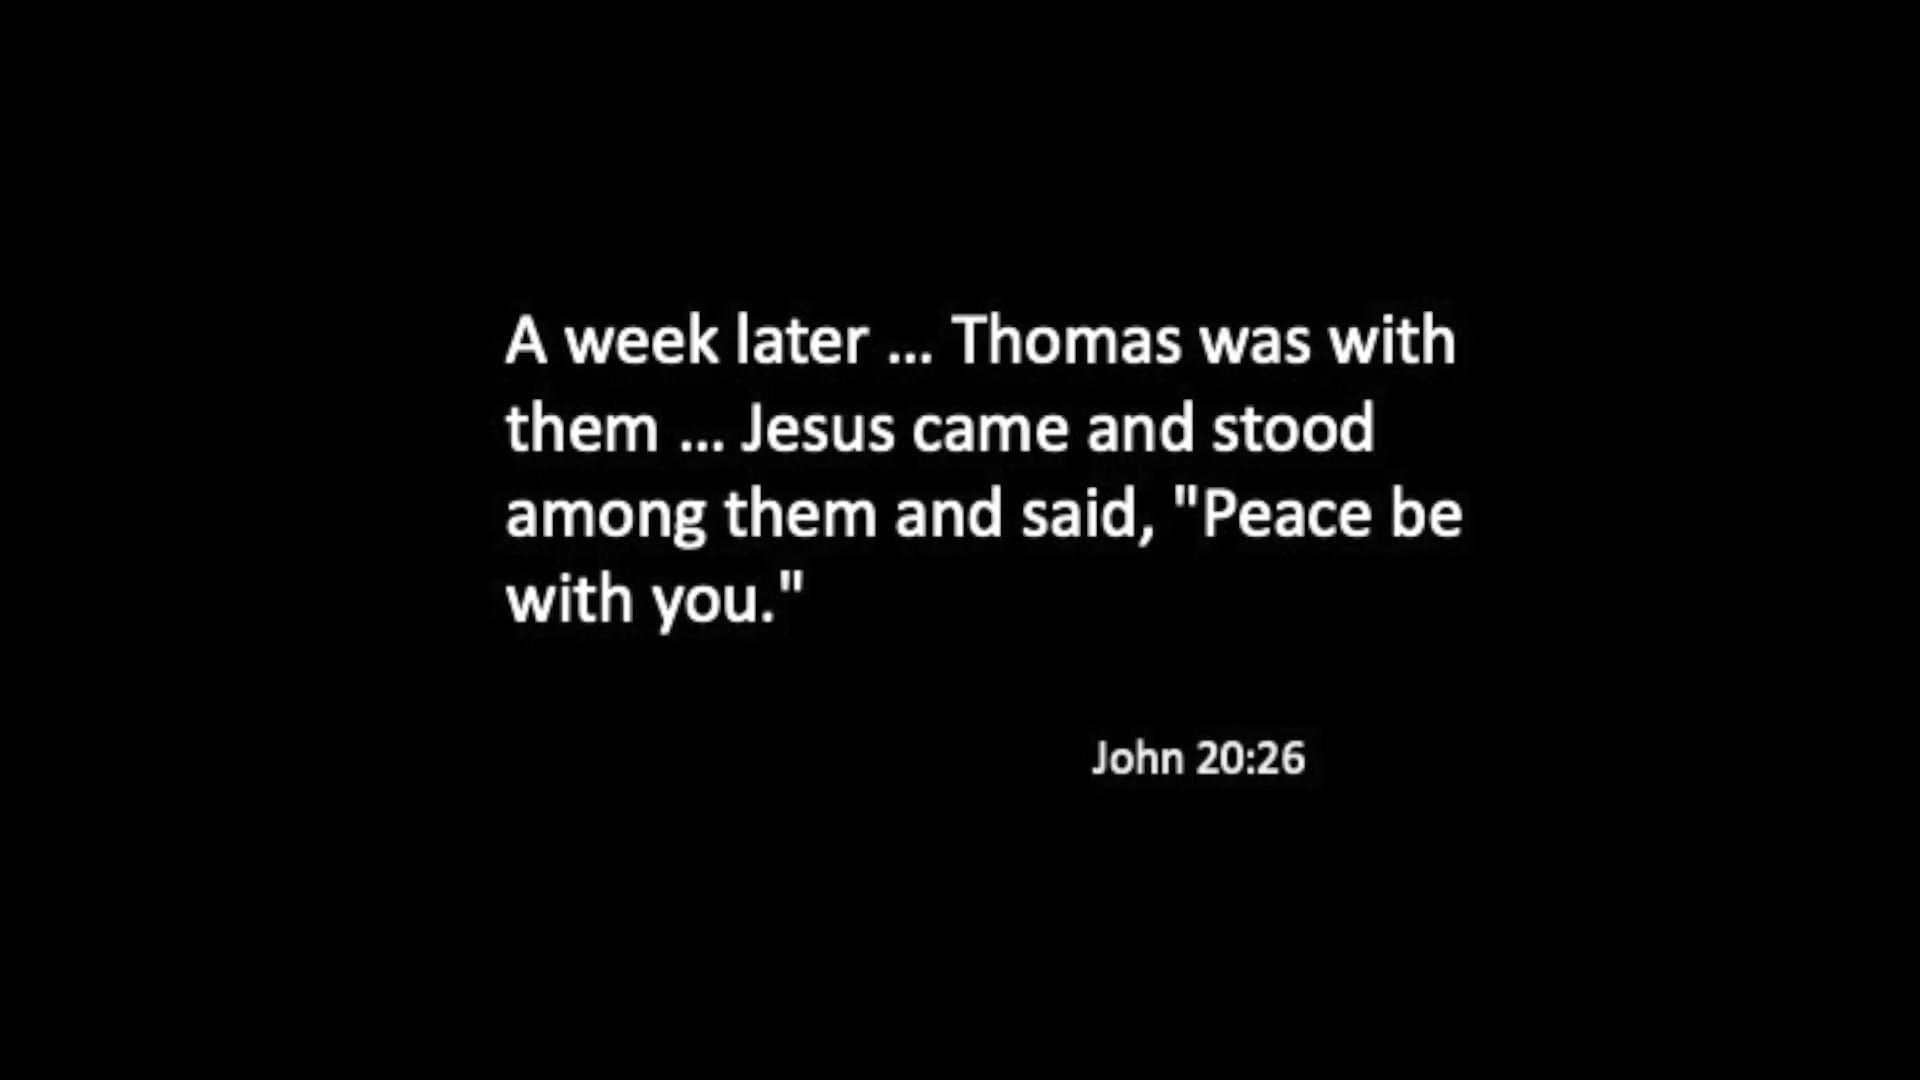 A week later ... Thomas was with
them ... Jesus came and stood
among them and said, "Peace be
with you."
John 20:26